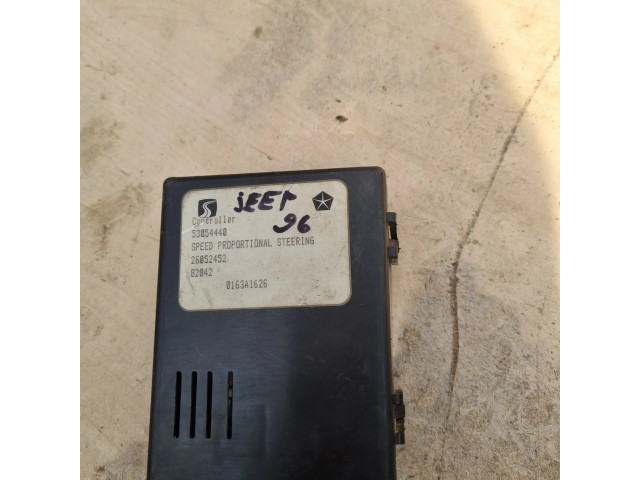 JEEP
Controller
96
53054440
SPEED PROPORTIONAL STEERING
26052452
82042
0163A1626